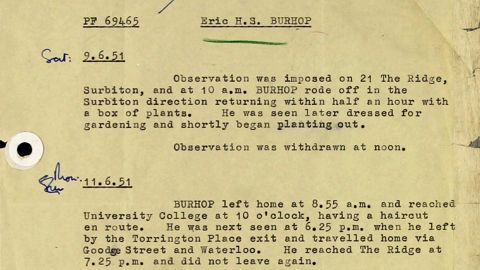 PF 69465 Eric H.S. BURHOP
Sat: 9.6.51
Observation was imposed on 21 The Ridge,
Surbiton, and at 10 a.m. BURHOP rode off in the
Surbiton direction returning within half an hour with
a box of plants. He was seen later dressed for
gardening and shortly began planting out.
Observation was withdrawn at noon.
11.6.51
BURHOP left home at 8.55 a.m. and reached
University College at 10 o'clock, having a haircut
en route. He was next seen at 6.25 p.m. when he left
by the Torrington Place exit and travelled home via
Goodge Street and Waterloo. He reached The Ridge at
7.25 p.m. and did not leave again.